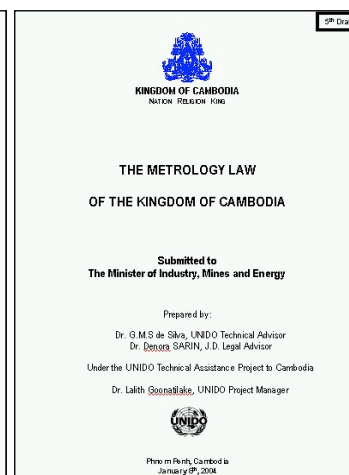 5th Dra
KINGDOM OF CAMBODIA
NATION RELIGION KING
THE METROLOGY LAW
OF THE KINGDOM OF CAMBODIA
Submitted to
The Minister of Industry, Mines and Energy
Prepared by:
Dr. G.M.S de Silva, UNIDO Technical Advisor
Dr. Denora SARIN, J.D. Legal Advisor
Under the UNIDO Technical Assistance Project to Cambodia
Dr. Lalith Goonatilake, UNIDO Project Manager
UNIDO
Phnom Penh, Cambodia
January 8th, 2004